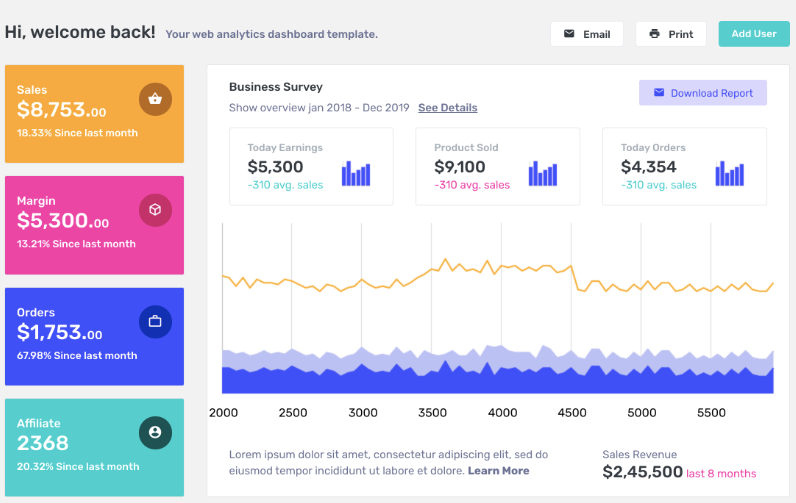 Hi, welcome back! Your web analytics dashboard template.
Email
Print
Add User
Sales
$8,753.00
18.33% Since last month
Margin
$5,300.00
13.21% Since last month
Orders
$1,753.00
67.98% Since last month
Affiliate
2368
20.32% Since last month
Business Survey
Show overview jan 2018 - Dec 2019 See Details
Download Report
Today Earnings
$5,300
-310 avg. sales
Product Sold
$9,100
-310 avg. sales
Today Orders
$4,354
-310 avg. sales
2000 2500 3000 3500 4000 4500 5000 5500
Lorem ipsum dolor sit amet, consectetur adipiscing elit, sed do
eiusmod tempor incididunt ut labore et dolore. Learn More
Sales Revenue
$2,45,500 last 8 months